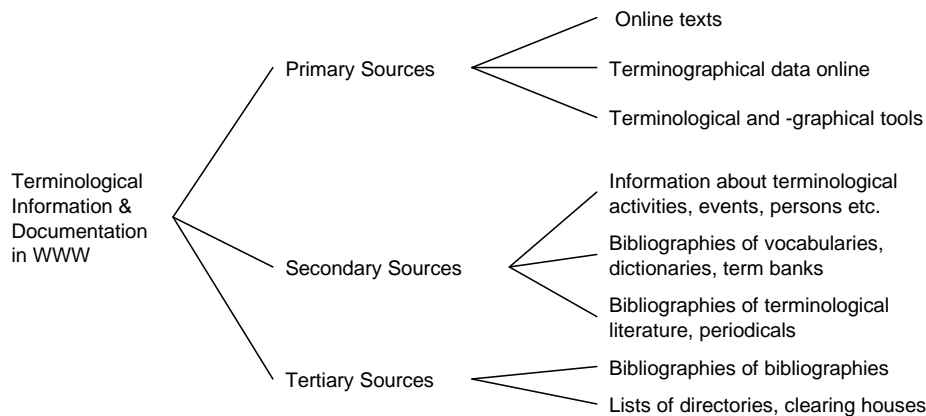 Terminological
Information &
Documentation
in WWW
Primary Sources
Online texts
Terminographical data online
Terminological and -graphical tools
Secondary Sources
Information about terminological
activities, events, persons etc.
Bibliographies of vocabularies,
dictionaries, term banks
Bibliographies of terminological
literature, periodicals
Tertiary Sources
Bibliographies of bibliographies
Lists of directories, clearing houses